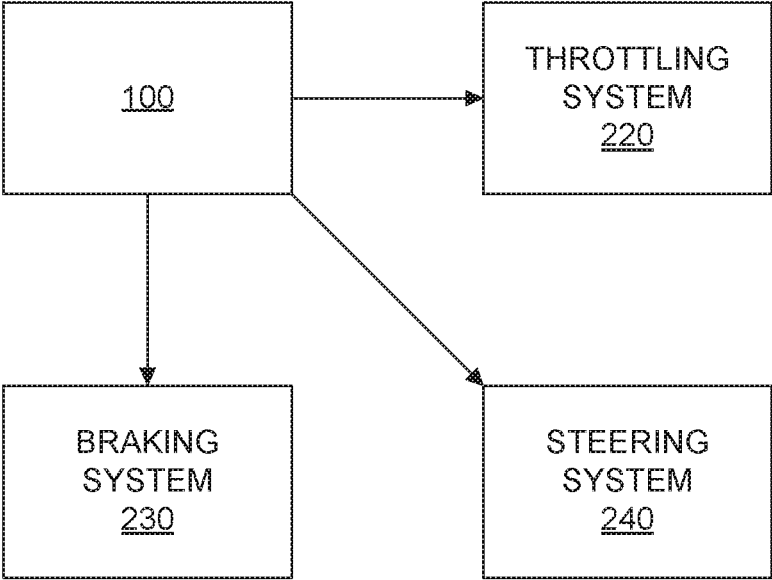 100
THROTTLING
SYSTEM
220
BRAKING
SYSTEM
230
STEERING
SYSTEM
240